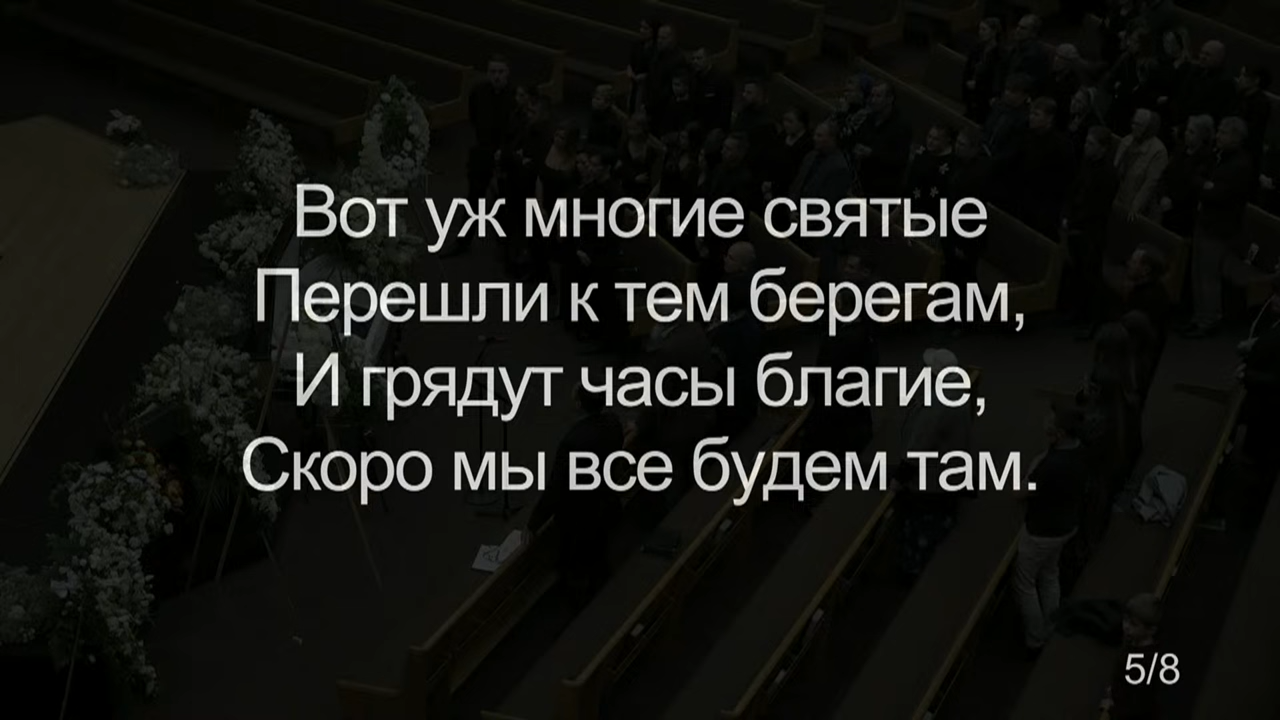 Вот уж многие святые
Перешли к тем берегам,
И грядут часы благие,
Скоро мы все будем там.
5/8